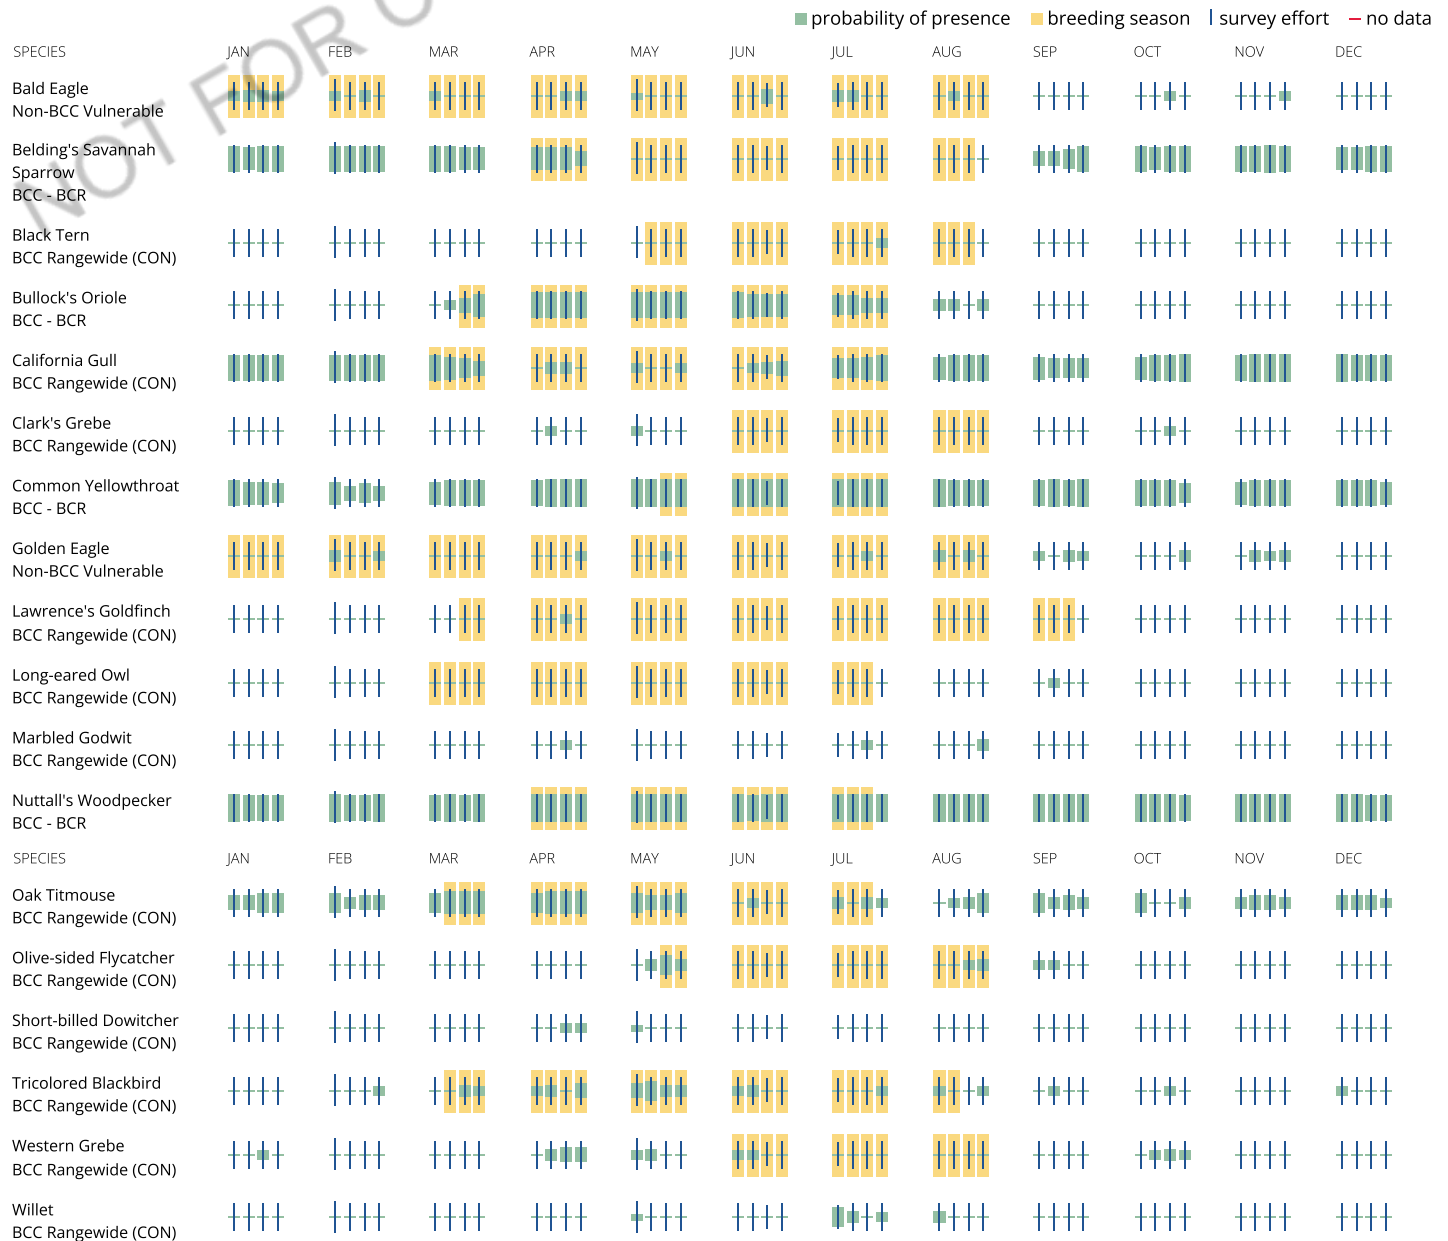 probability of presence breeding season survey effort no data
SPECIES JAN FEB MAR APR MAY JUN JUL AUG SEP OCT NOV DEC
Bald Eagle
Non-BCC Vulnerable
Belding's Savannah
Sparrow
BCC - BCR
Black Tern
BCC Rangewide (CON)
Bullock's Oriole
BCC - BCR
California Gull
BCC Rangewide (CON)
Clark's Grebe
BCC Rangewide (CON)
Common Yellowthroat
BCC - BCR
Golden Eagle
Non-BCC Vulnerable
Lawrence's Goldfinch
BCC Rangewide (CON)
Long-eared Owl
BCC Rangewide (CON)
Marbled Godwit
BCC Rangewide (CON)
Nuttall's Woodpecker
BCC - BCR
SPECIES JAN FEB MAR APR MAY JUN JUL AUG SEP OCT NOV DEC
Oak Titmouse
BCC Rangewide (CON)
Olive-sided Flycatcher
BCC Rangewide (CON)
Short-billed Dowitcher
BCC Rangewide (CON)
Tricolored Blackbird
BCC Rangewide (CON)
Western Grebe
BCC Rangewide (CON)
Willet
BCC Rangewide (CON)
NOT FOR